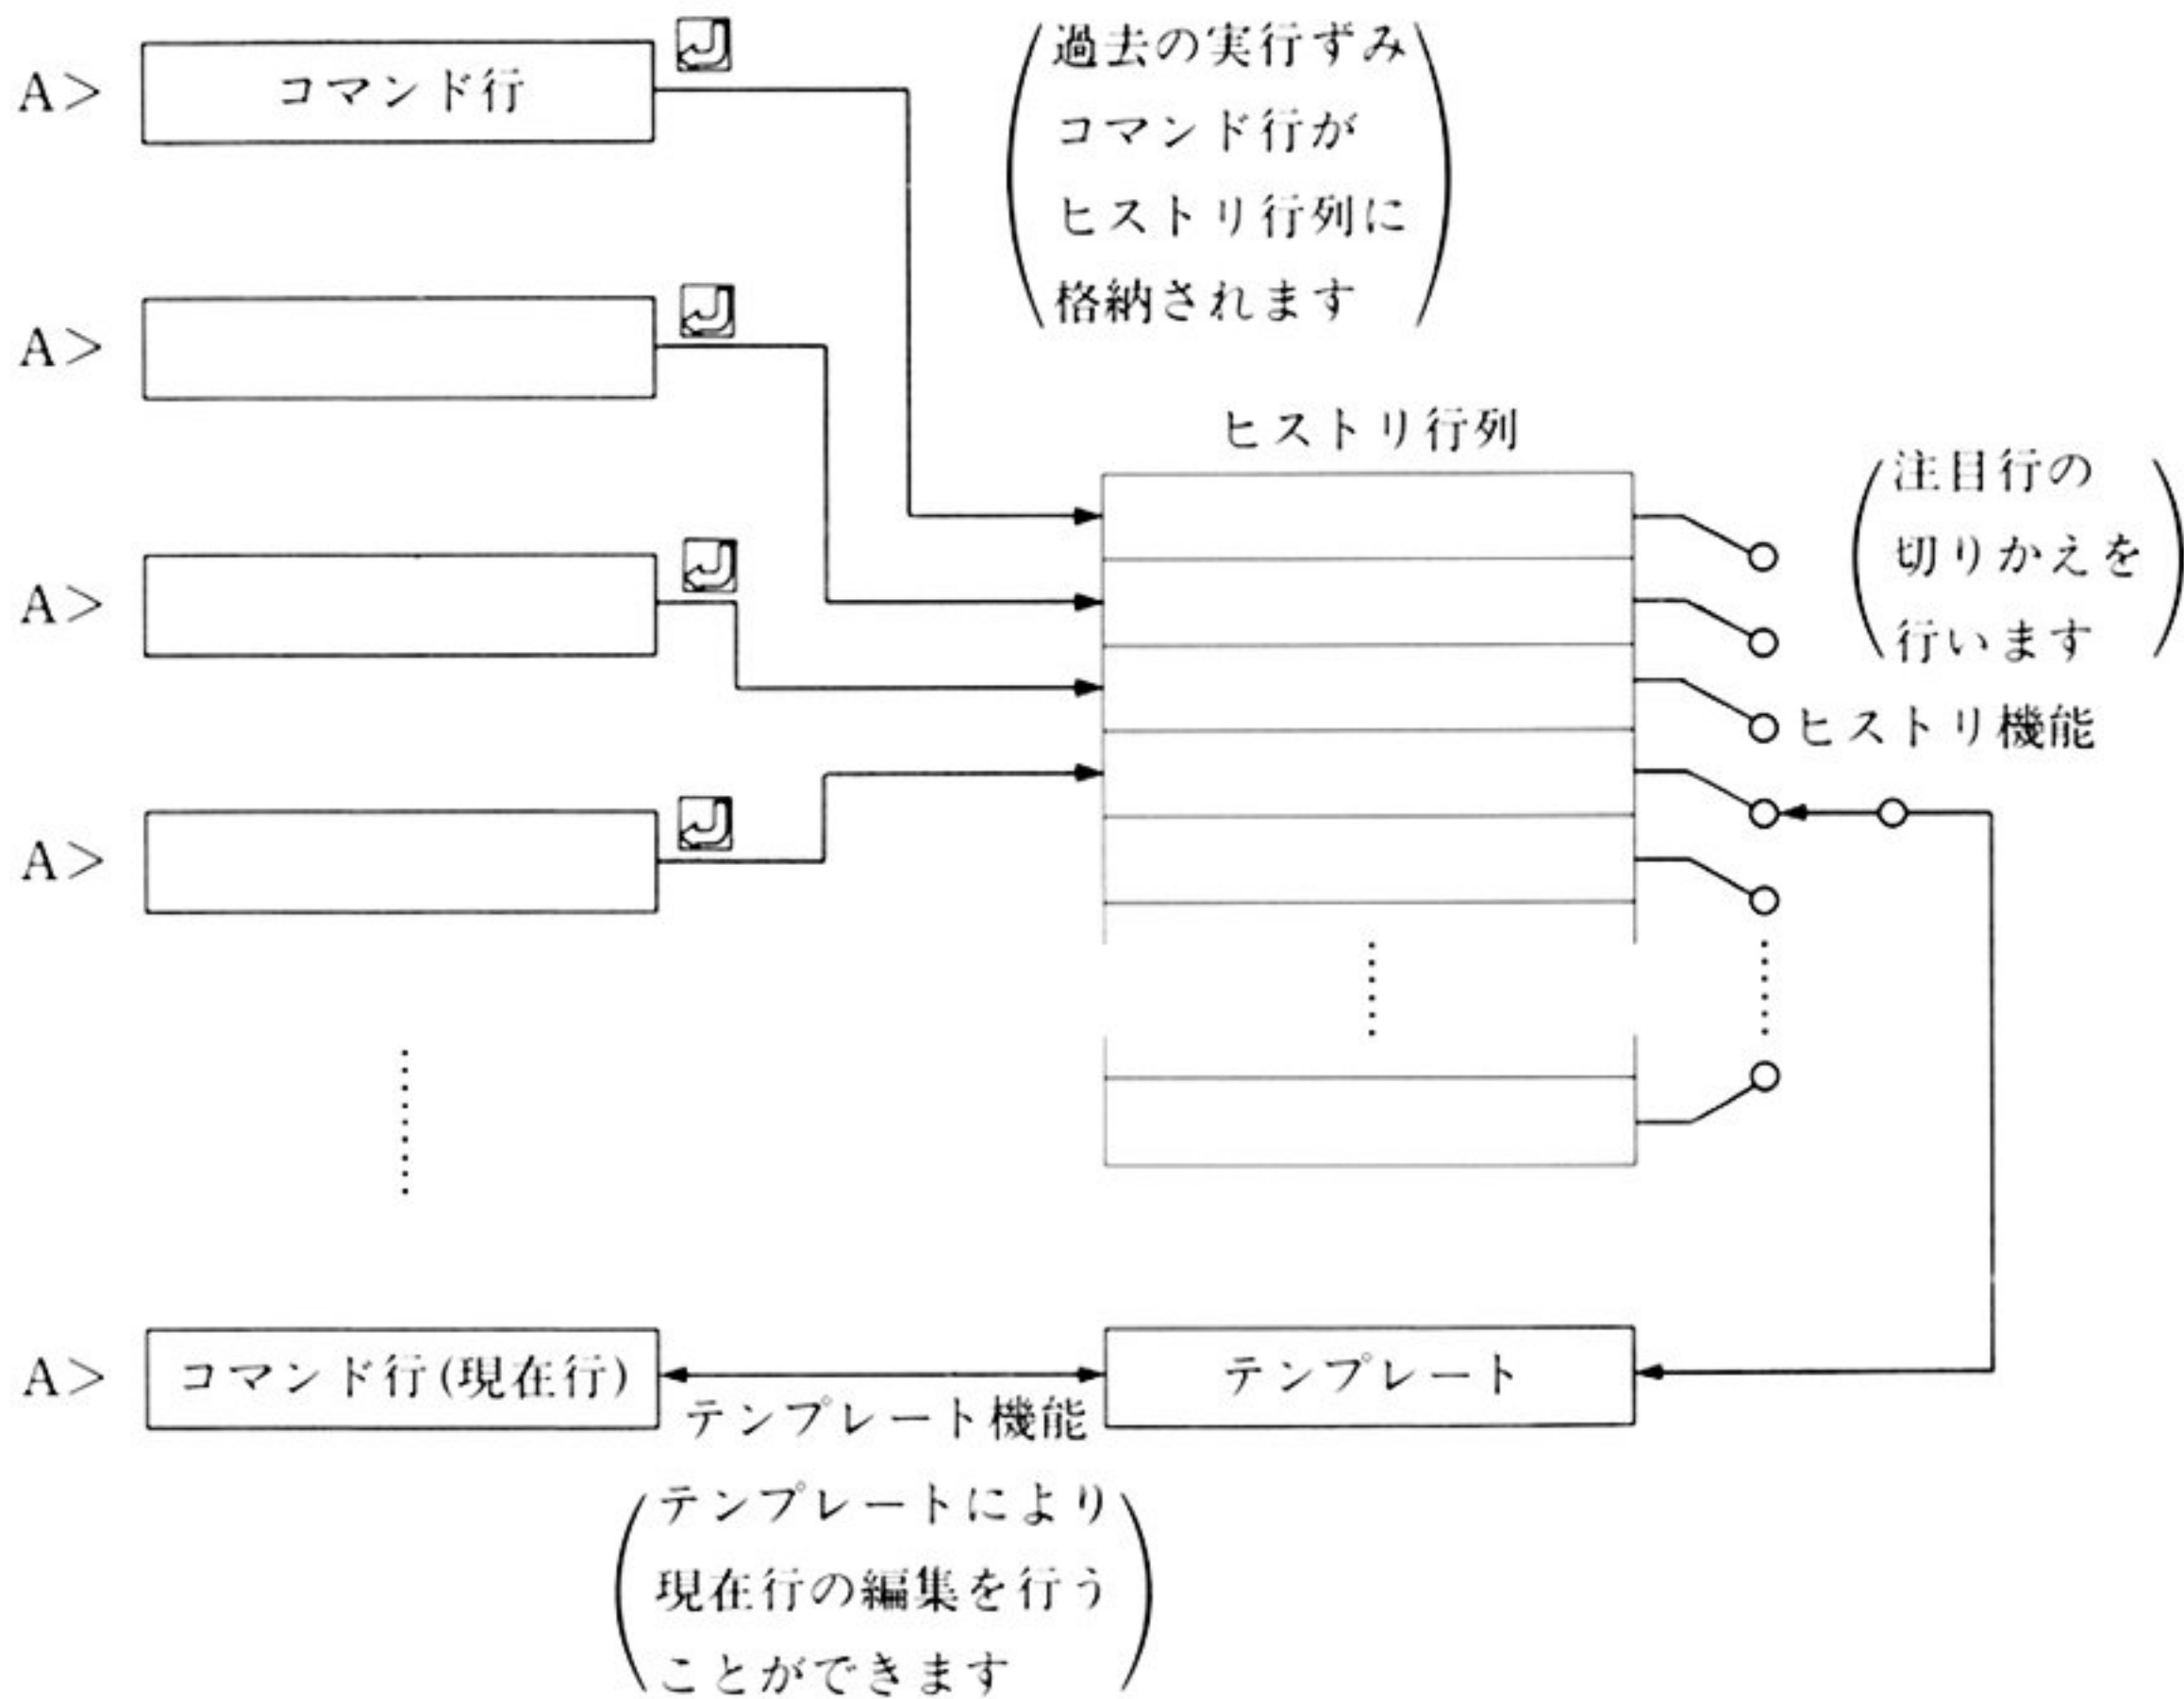 A> コマンド行
過去の実行ずみ
コマンド行が
ヒストリ行列に
格納されます
A>
ヒストリ行列
注目行の
切りかえを
行います
A>
ヒストリ機能
A>
A> コマンド行(現在行)
テンプレート
テンプレート機能
テンプレートにより
現在行の編集を行う
ことができます